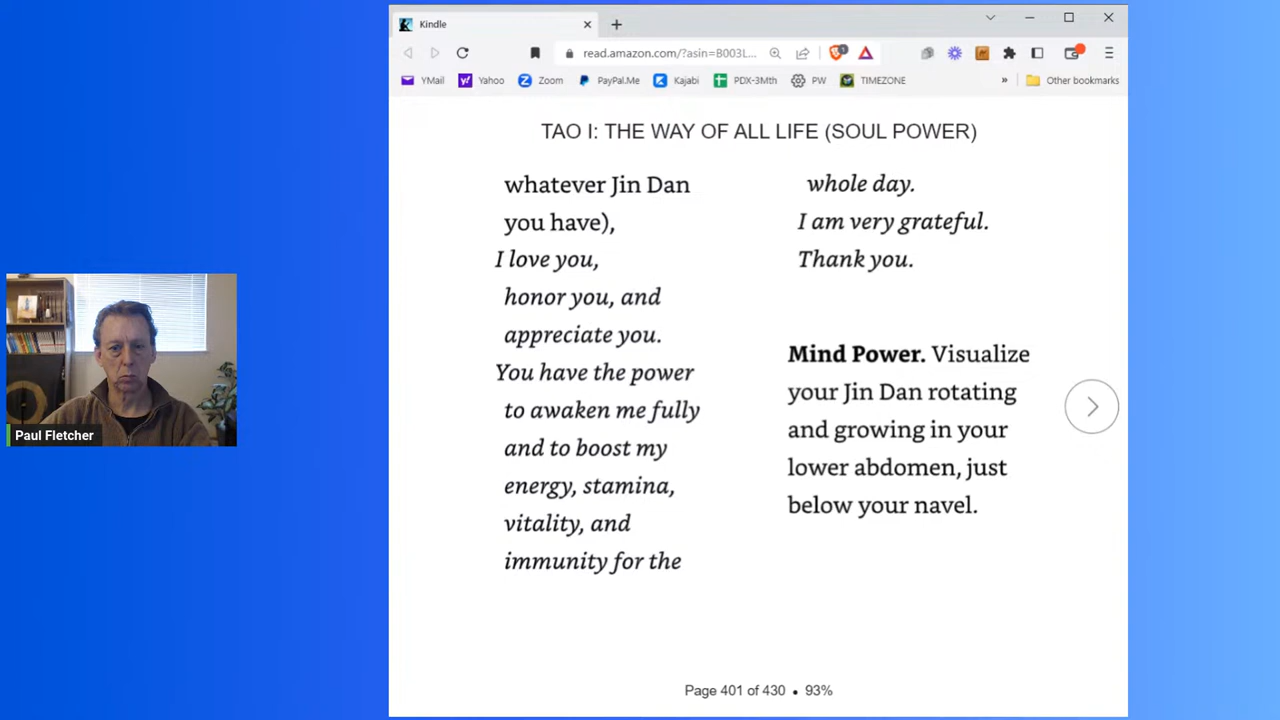 Kindle
read.amazon.com/?asin=B003L...
1
YMail
Yahoo
Zoom
PayPal.Me
Kajabi
PDX-3Mth
PW
TIMEZONE
»
Other bookmarks
TAO I: THE WAY OF ALL LIFE (SOUL POWER)
whatever Jin Dan
you have),
I love you,
honor you, and
appreciate you.
You have the power
to awaken me fully
and to boost my
energy, stamina,
vitality, and
immunity for the
whole day.
I am very grateful.
Thank you.
Mind Power. Visualize
your Jin Dan rotating
and growing in your
lower abdomen, just
below your navel.
Page 401 of 430 • 93%
Paul Fletcher